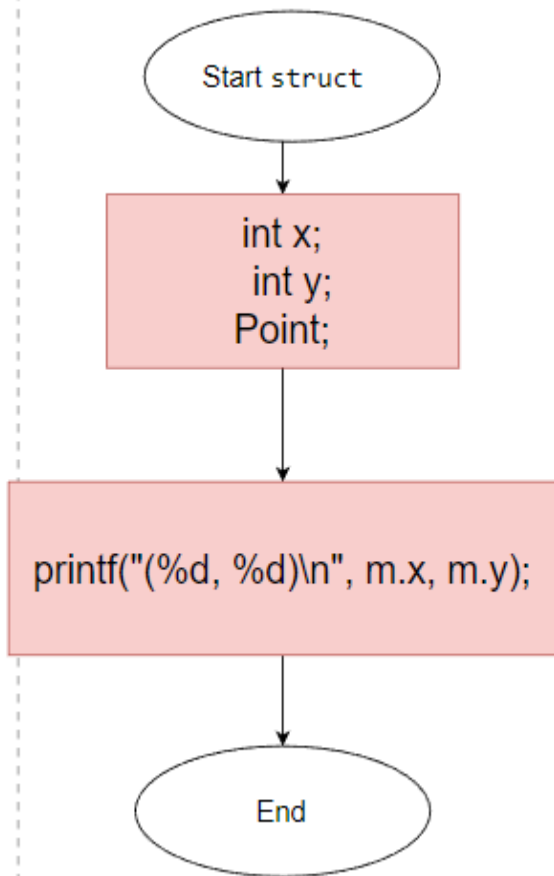 Start struct
int x;
int y;
Point;
printf("(%d, %d)\n", m.x, m.y);
End